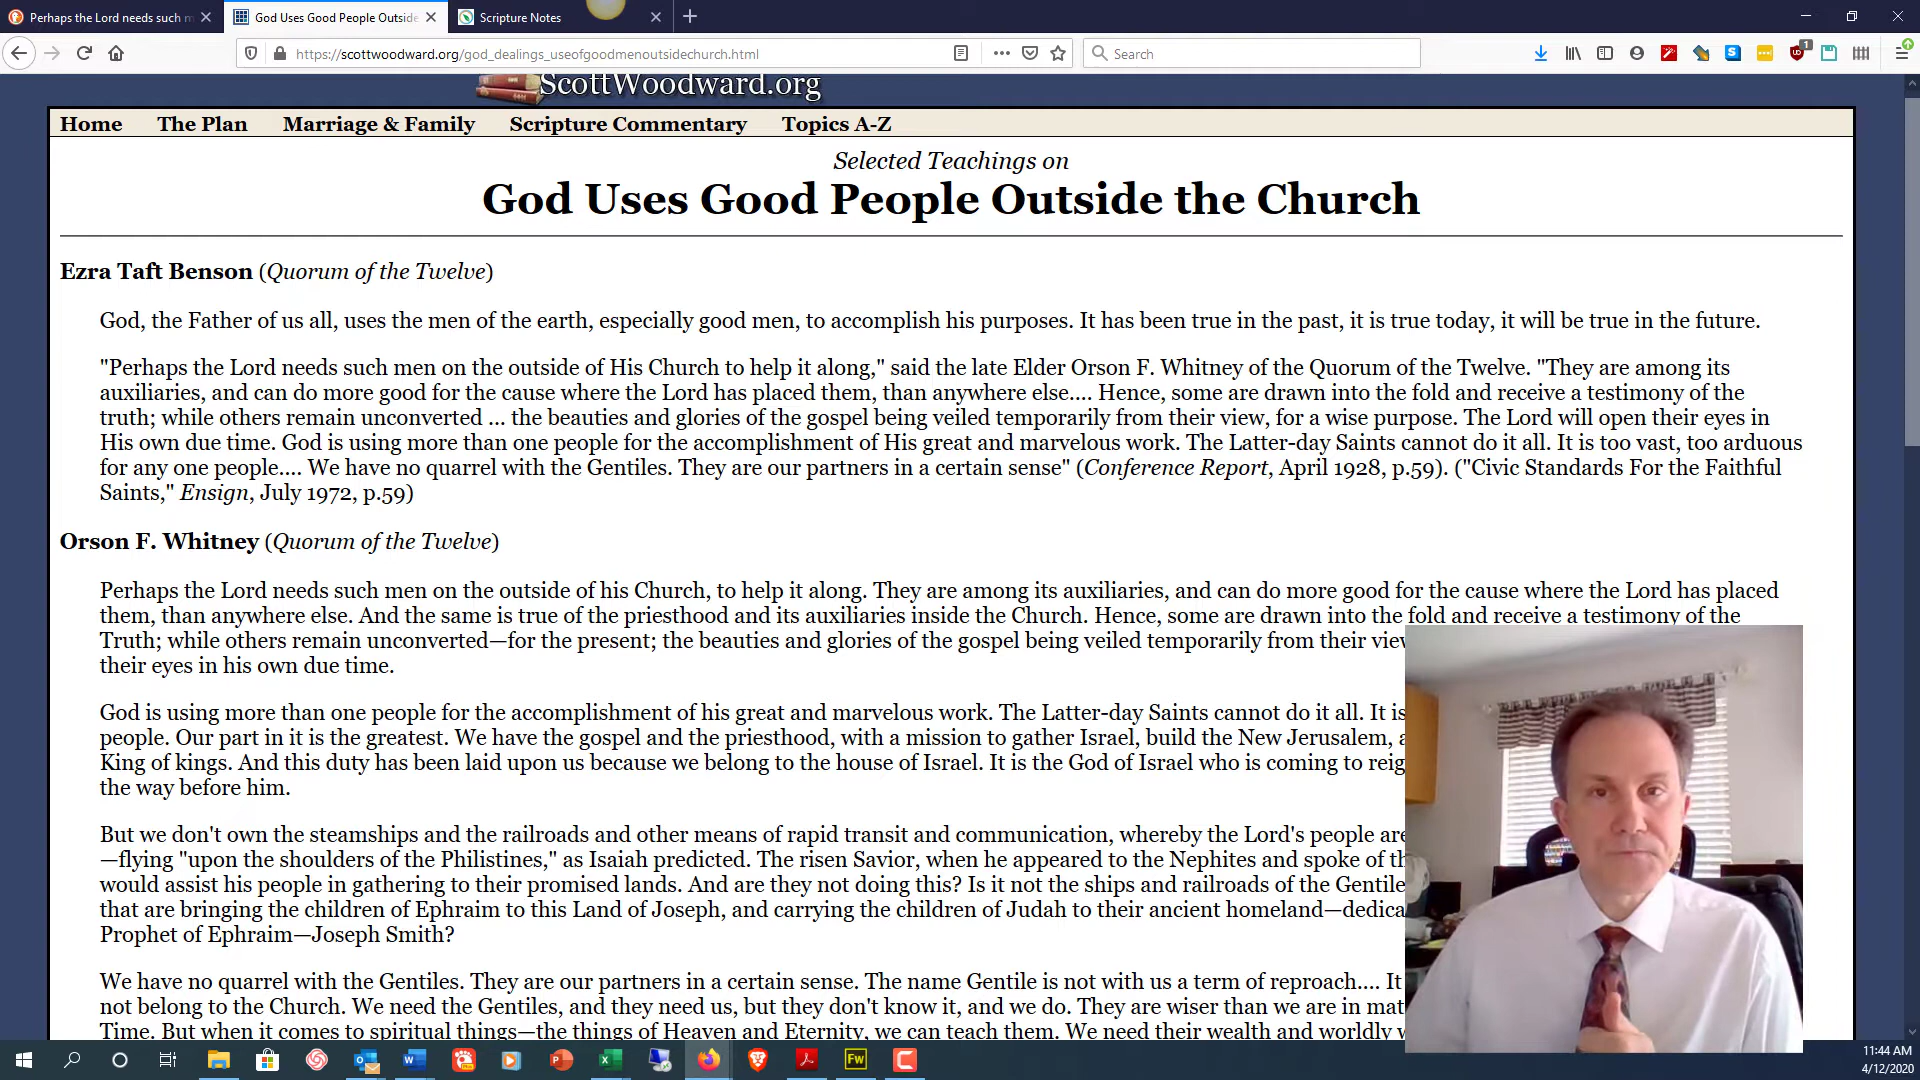 Perhaps the Lord needs such m
God Uses Good People Outside
Scripture Notes
https://scottwoodward.org/god_dealings_useofgoodmenoutsidechurch.html
Search
1
ScottWoodward.org
Home The Plan Marriage & Family Scripture Commentary Topics A-Z
Selected Teachings on
God Uses Good People Outside the Church
Ezra Taft Benson (Quorum of the Twelve)
God, the Father of us all, uses the men of the earth, especially good men, to accomplish his purposes. It has been true in the past, it is true today, it will be true in the future.
"Perhaps the Lord needs such men on the outside of His Church to help it along," said the late Elder Orson F. Whitney of the Quorum of the Twelve. "They are among its
auxiliaries, and can do more good for the cause where the Lord has placed them, than anywhere else.... Hence, some are drawn into the fold and receive a testimony of the
truth; while others remain unconverted ... the beauties and glories of the gospel being veiled temporarily from their view, for a wise purpose. The Lord will open their eyes in
His own due time. God is using more than one people for the accomplishment of His great and marvelous work. The Latter-day Saints cannot do it all. It is too vast, too arduous
for any one people.... We have no quarrel with the Gentiles. They are our partners in a certain sense" (Conference Report, April 1928, p.59). ("Civic Standards For the Faithful
Saints," Ensign, July 1972, p.59)
Orson F. Whitney (Quorum of the Twelve)
Perhaps the Lord needs such men on the outside of his Church, to help it along. They are among its auxiliaries, and can do more good for the cause where the Lord has placed
them, than anywhere else. And the same is true of the priesthood and its auxiliaries inside the Church. Hence, some are drawn into the fold and receive a testimony of the
Truth; while others remain unconverted—for the present; the beauties and glories of the gospel being veiled temporarily from their view
their eyes in his own due time.
God is using more than one people for the accomplishment of his great and marvelous work. The Latter-day Saints cannot do it all. It is
people. Our part in it is the greatest. We have the gospel and the priesthood, with a mission to gather Israel, build the New Jerusalem, a
King of kings. And this duty has been laid upon us because we belong to the house of Israel. It is the God of Israel who is coming to reig
the way before him.
But we don't own the steamships and the railroads and other means of rapid transit and communication, whereby the Lord's people are
—flying "upon the shoulders of the Philistines," as Isaiah predicted. The risen Savior, when he appeared to the Nephites and spoke of th
would assist his people in gathering to their promised lands. And are they not doing this? Is it not the ships and railroads of the Gentile
that are bringing the children of Ephraim to this Land of Joseph, and carrying the children of Judah to their ancient homeland—dedica
Prophet of Ephraim—Joseph Smith?
We have no quarrel with the Gentiles. They are our partners in a certain sense. The name Gentile is not with us a term of reproach.... It
not belong to the Church. We need the Gentiles, and they need us, but they don't know it, and we do. They are wiser than we are in mat
Time. But when it comes to spiritual things—the things of Heaven and Eternity, we can teach them. We need their wealth and worldly w
11:44 AM
4/12/2020